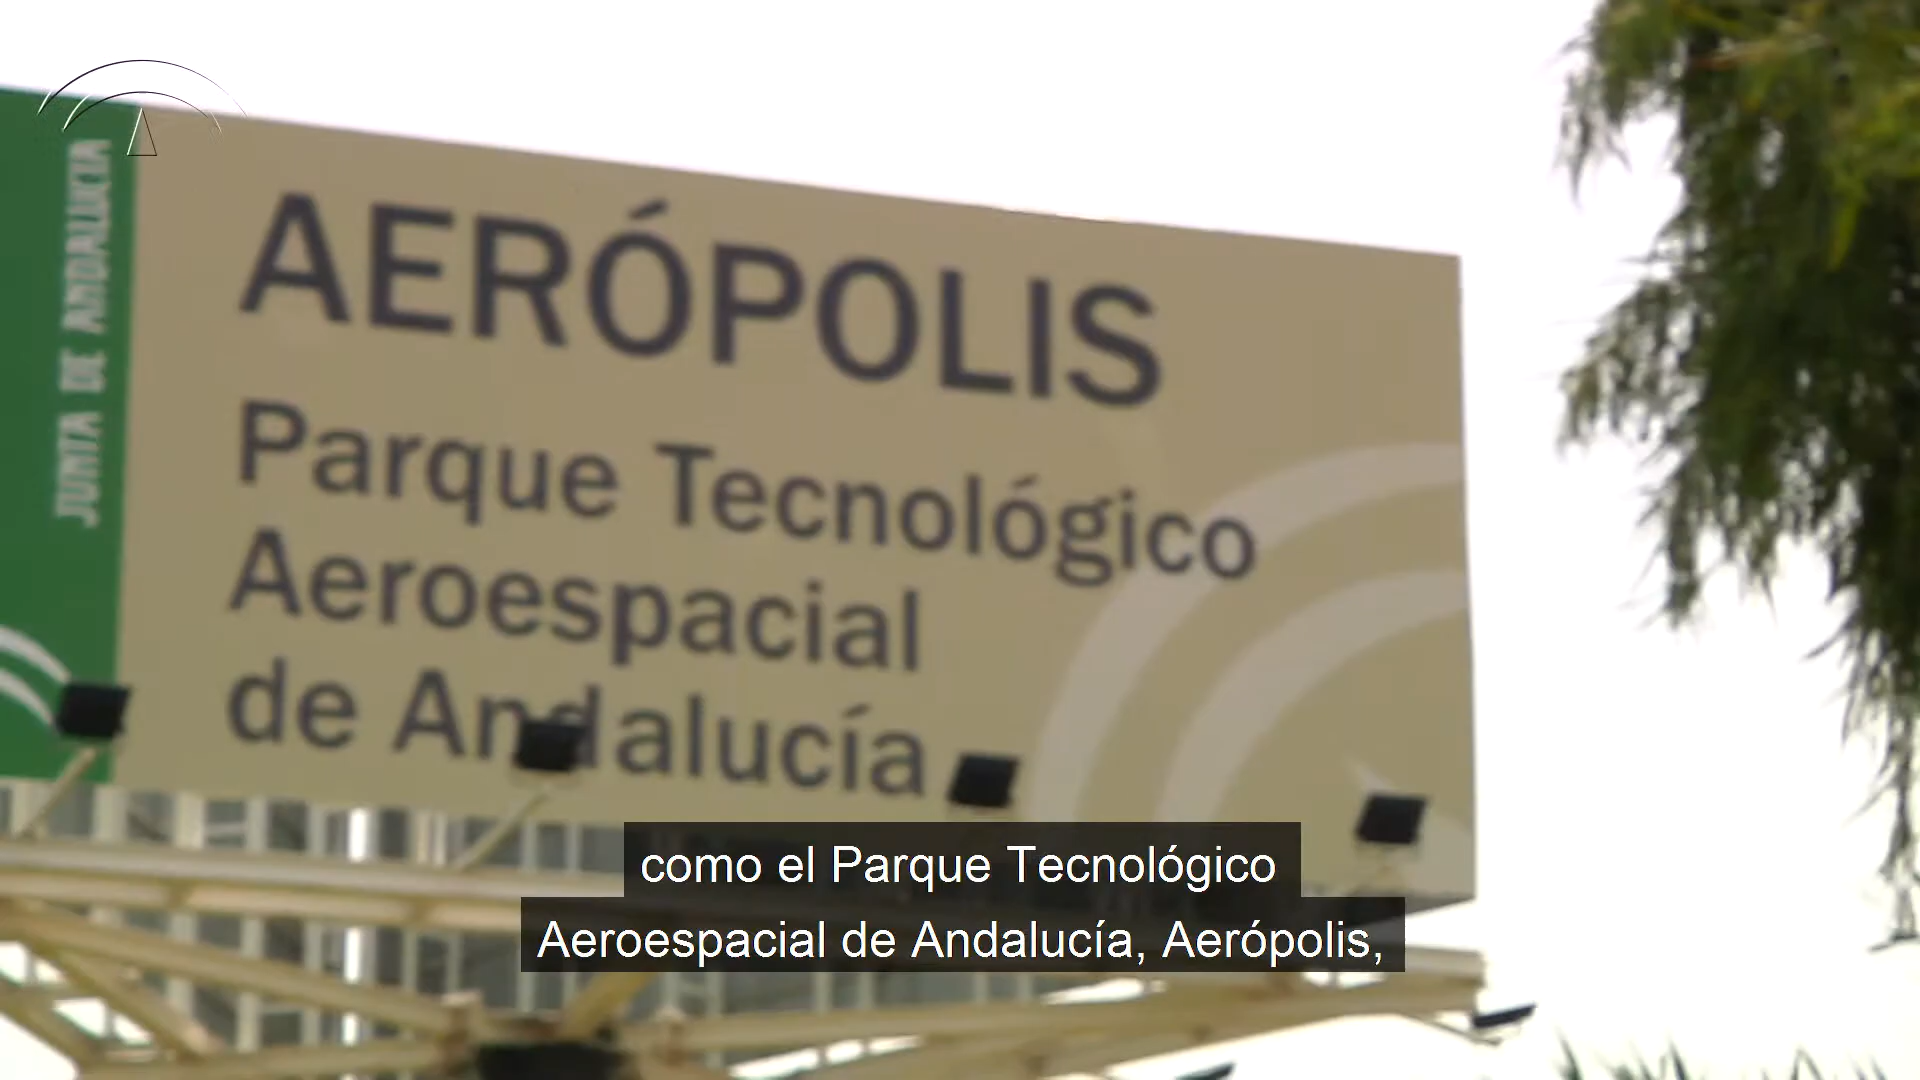 JUNTA DE ANDALUCIA
AERÓPOLIS
Parque Tecnológico
Aeroespacial
de Andalucía
como el Parque Tecnológico
Aeroespacial de Andalucía, Aerópolis,